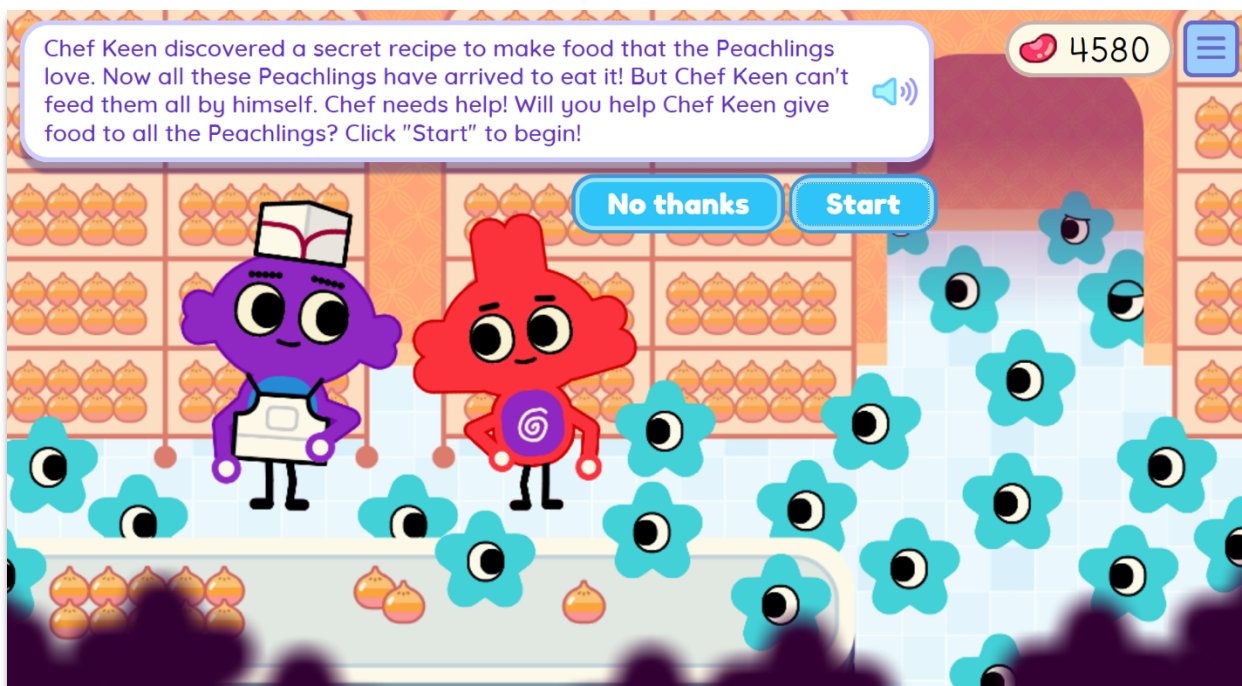 Chef Keen discovered a secret recipe to make food that the Peachlings
love. Now all these Peachlings have arrived to eat it! But Chef Keen can't
feed them all by himself. Chef needs help! Will you help Chef Keen give
food to all the Peachlings? Click "Start" to begin!
4580
No thanks
Start